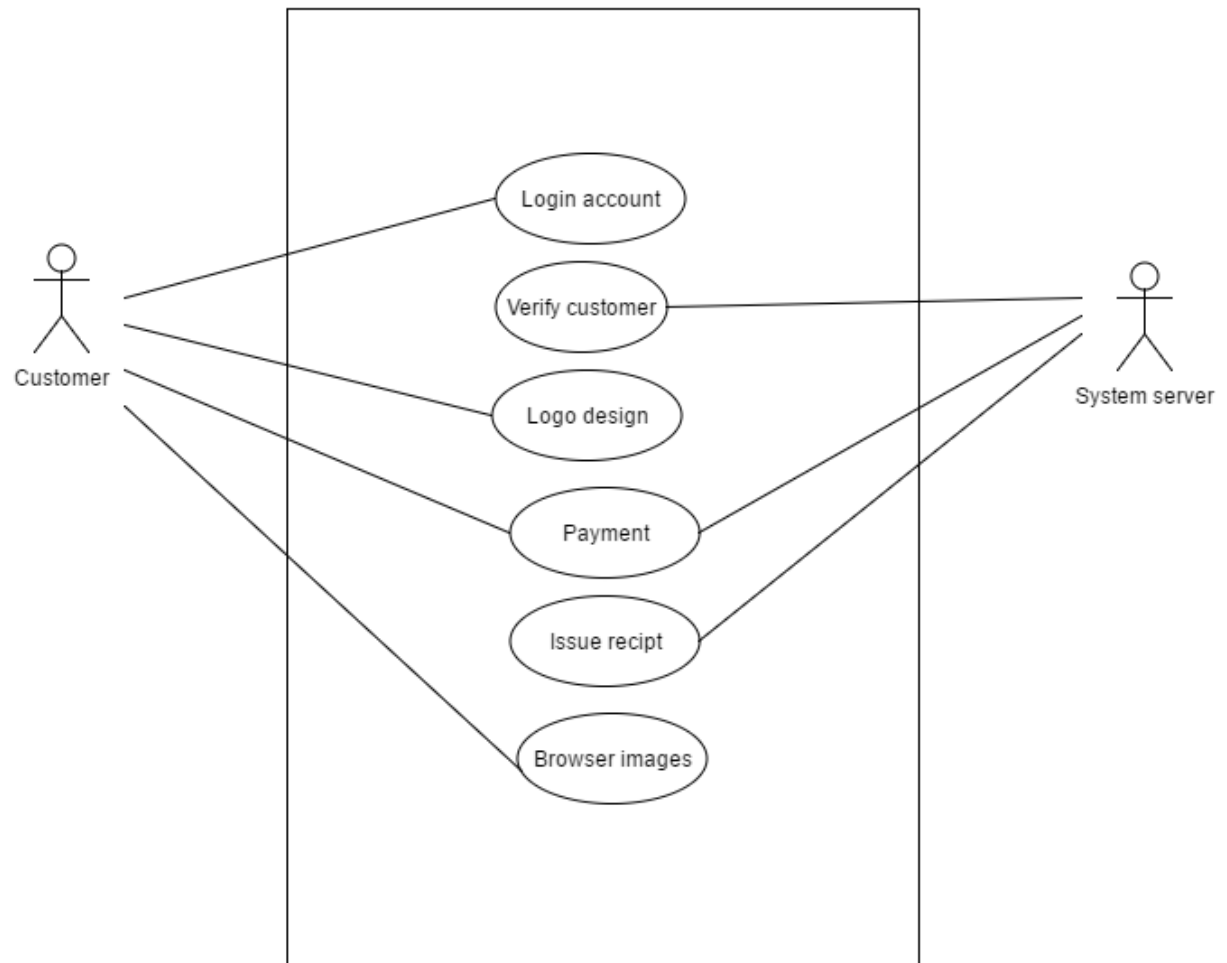 Login account
Verify customer
Customer
System server
Logo design
Payment
Issue recipt
Browser images